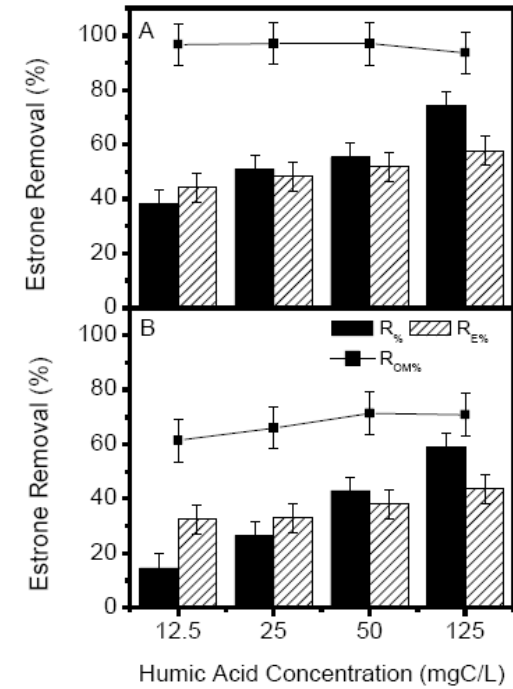 A
100
80
60
40
20
0
Estrone Removal (%)
B
R%
RE%
ROM%
100
80
60
40
20
0
Estrone Removal (%)
12.5 25 50 125
Humic Acid Concentration (mgC/L)